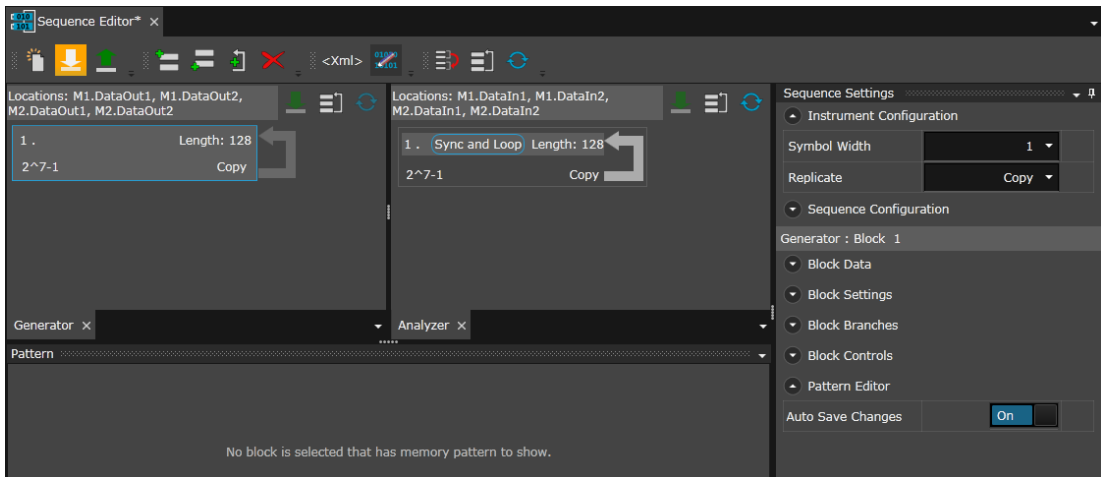 Sequence Editor* ×
<Xml>
Locations: M1.DataOut1, M1.DataOut2,
M2.DataOut1, M2.DataOut2
1 . Length: 128
2^7-1 Copy
Generator ×
Locations: M1.DataIn1, M1.DataIn2,
M2.DataIn1, M2.DataIn2
1 . Sync and Loop Length: 128
2^7-1 Copy
Analyzer ×
Pattern
No block is selected that has memory pattern to show.
Sequence Settings
Instrument Configuration
Symbol Width 1
Replicate Copy
Sequence Configuration
Generator : Block 1
Block Data
Block Settings
Block Branches
Block Controls
Pattern Editor
Auto Save Changes On